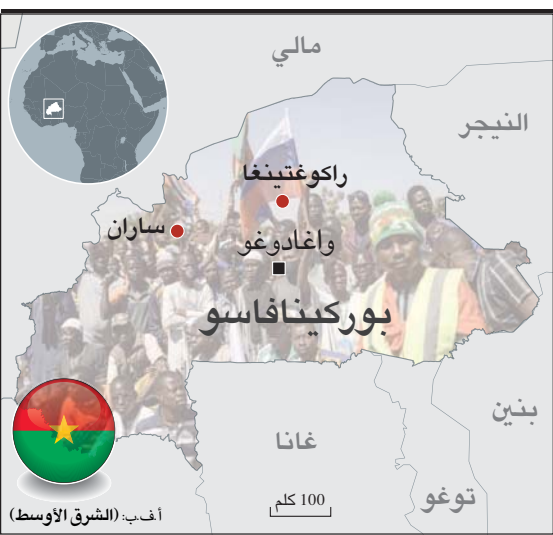 مالي
النيجر
راكوغتينغا
ساران
واغادوغو
بوركينافاسو
بنين
غانا
توغو
100 كلم
أ.ف.ب: (الشرق الأوسط)